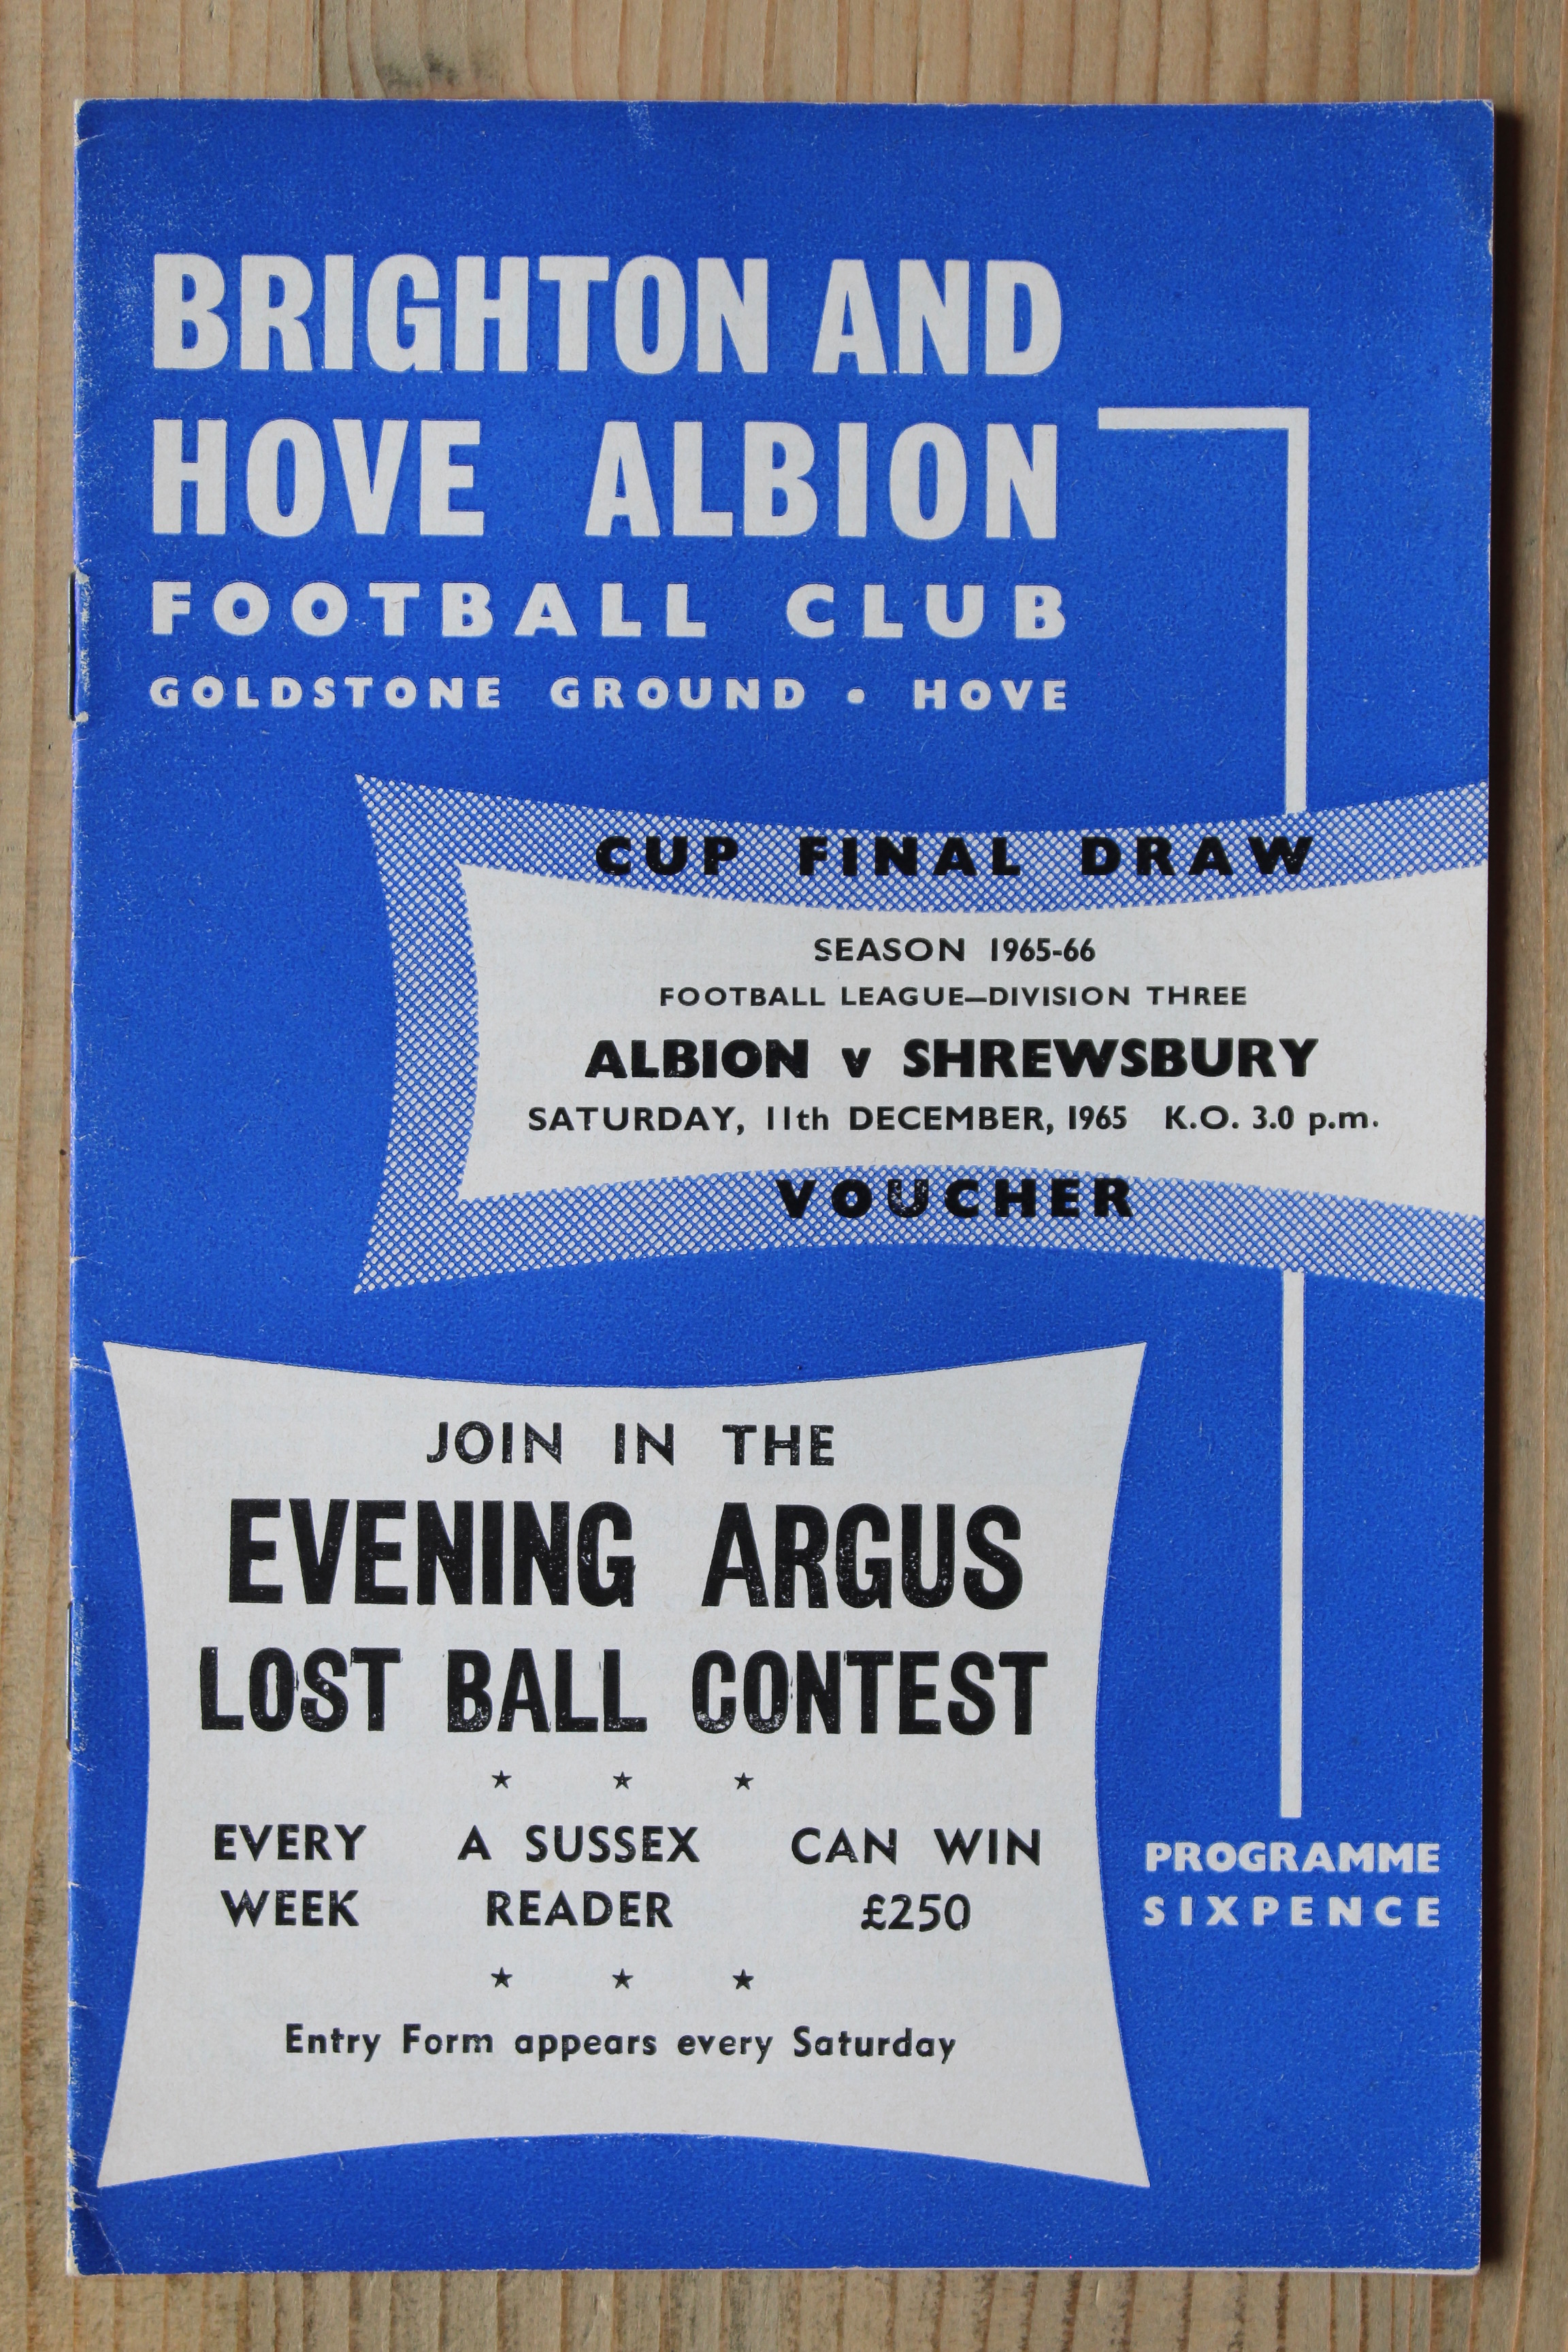 BRIGHTON AND
HOVE ALBION
FOOTBALL CLUB
GOLDSTONE GROUND • HOVE
CUP FINAL DRAW
SEASON 1965-66
FOOTBALL LEAGUE—DIVISION THREE
ALBION v SHREWSBURY
SATURDAY, 11th DECEMBER, 1965 K.O. 3.0 p.m.
VOUCHER
JOIN IN THE
EVENING ARGUS
LOST BALL CONTEST
★ ★ ★
EVERY A SUSSEX CAN WIN
WEEK READER £250
★ ★ ★
Entry Form appears every Saturday
PROGRAMME
SIXPENCE